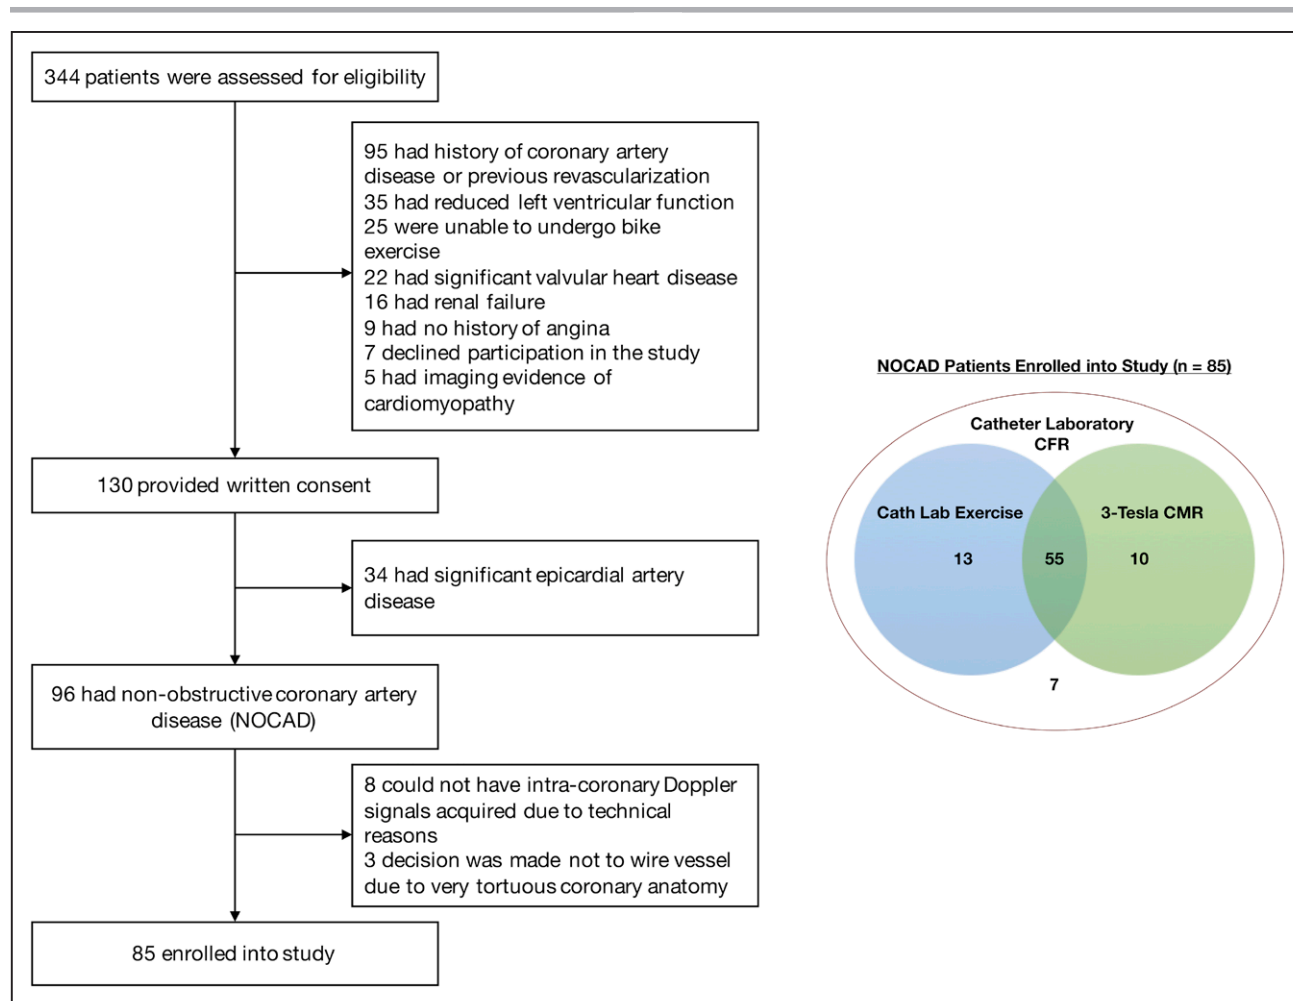 344 patients were assessed for eligibility
95 had history of coronary artery
disease or previous revascularization
35 had reduced left ventricular function
25 were unable to undergo bike
exercise
22 had significant valvular heart disease
16 had renal failure
9 had no history of angina
7 declined participation in the study
5 had imaging evidence of
cardiomyopathy
130 provided written consent
34 had significant epicardial artery
disease
96 had non-obstructive coronary artery
disease (NOCAD)
8 could not have intra-coronary Doppler
signals acquired due to technical
reasons
3 decision was made not to wire vessel
due to very tortuous coronary anatomy
85 enrolled into study
NOCAD Patients Enrolled into Study (n = 85)
Catheter Laboratory
CFR
Cath Lab Exercise
3-Tesla CMR
13
55
10
7